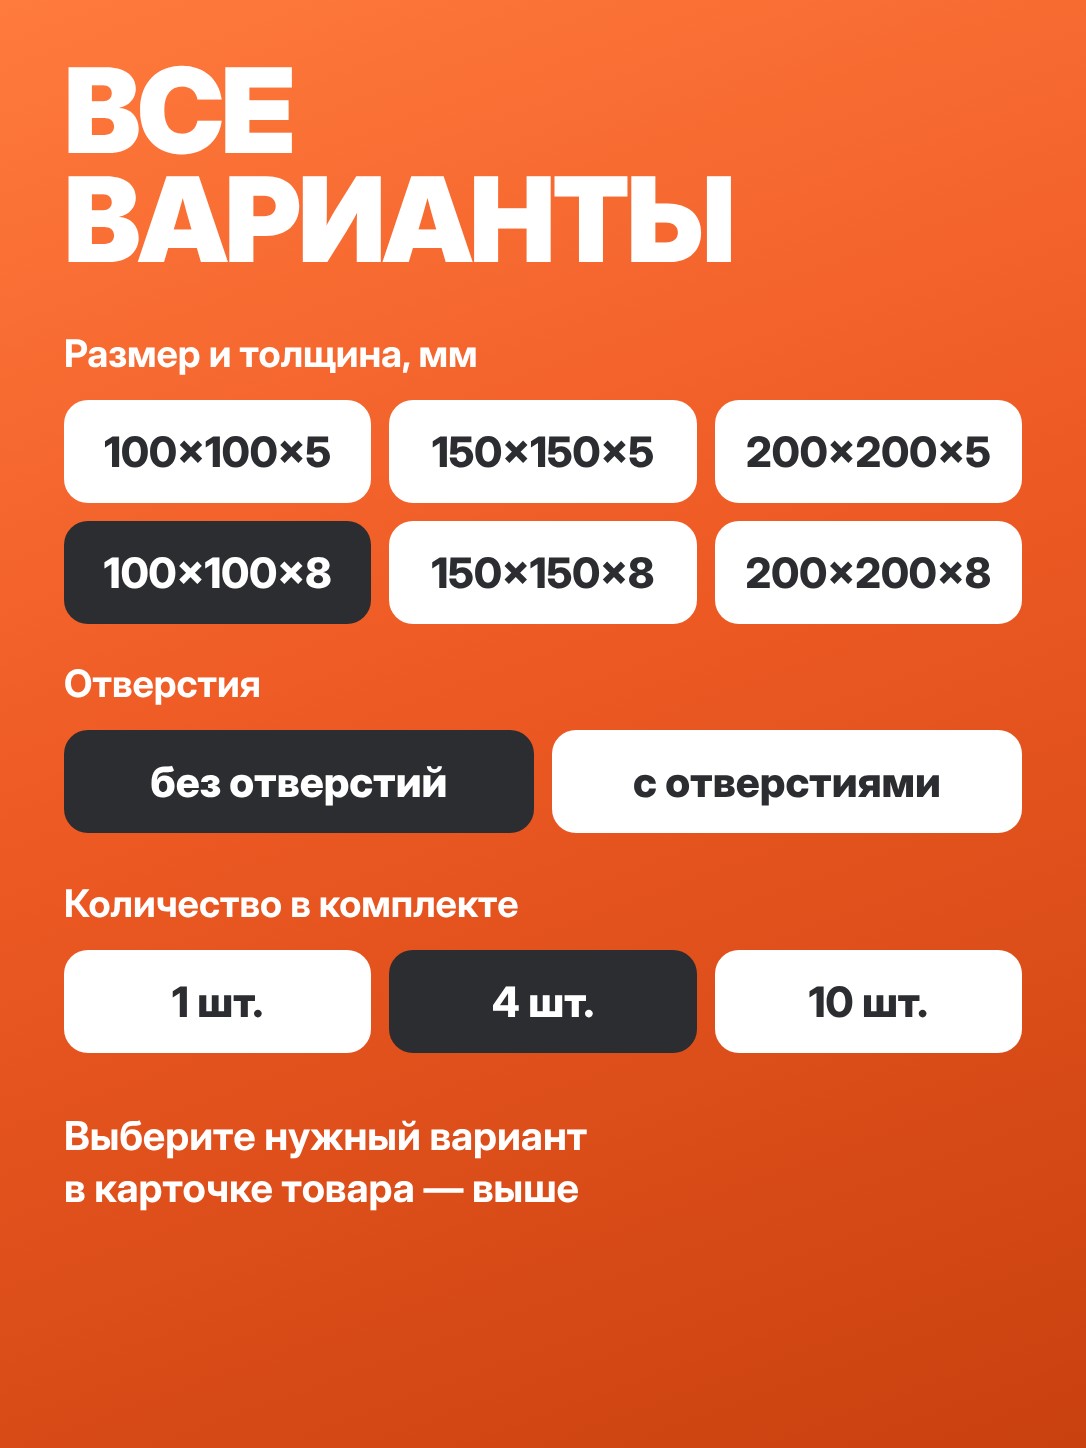 ВСЕ
ВАРИАНТЫ
Размер и толщина, мм
100×100×5 150×150×5 200×200×5
100×100×8 150×150×8 200×200×8
Отверстия
без отверстий с отверстиями
Количество в комплекте
1 шт. 4 шт. 10 шт.
Выберите нужный вариант
в карточке товара — выше